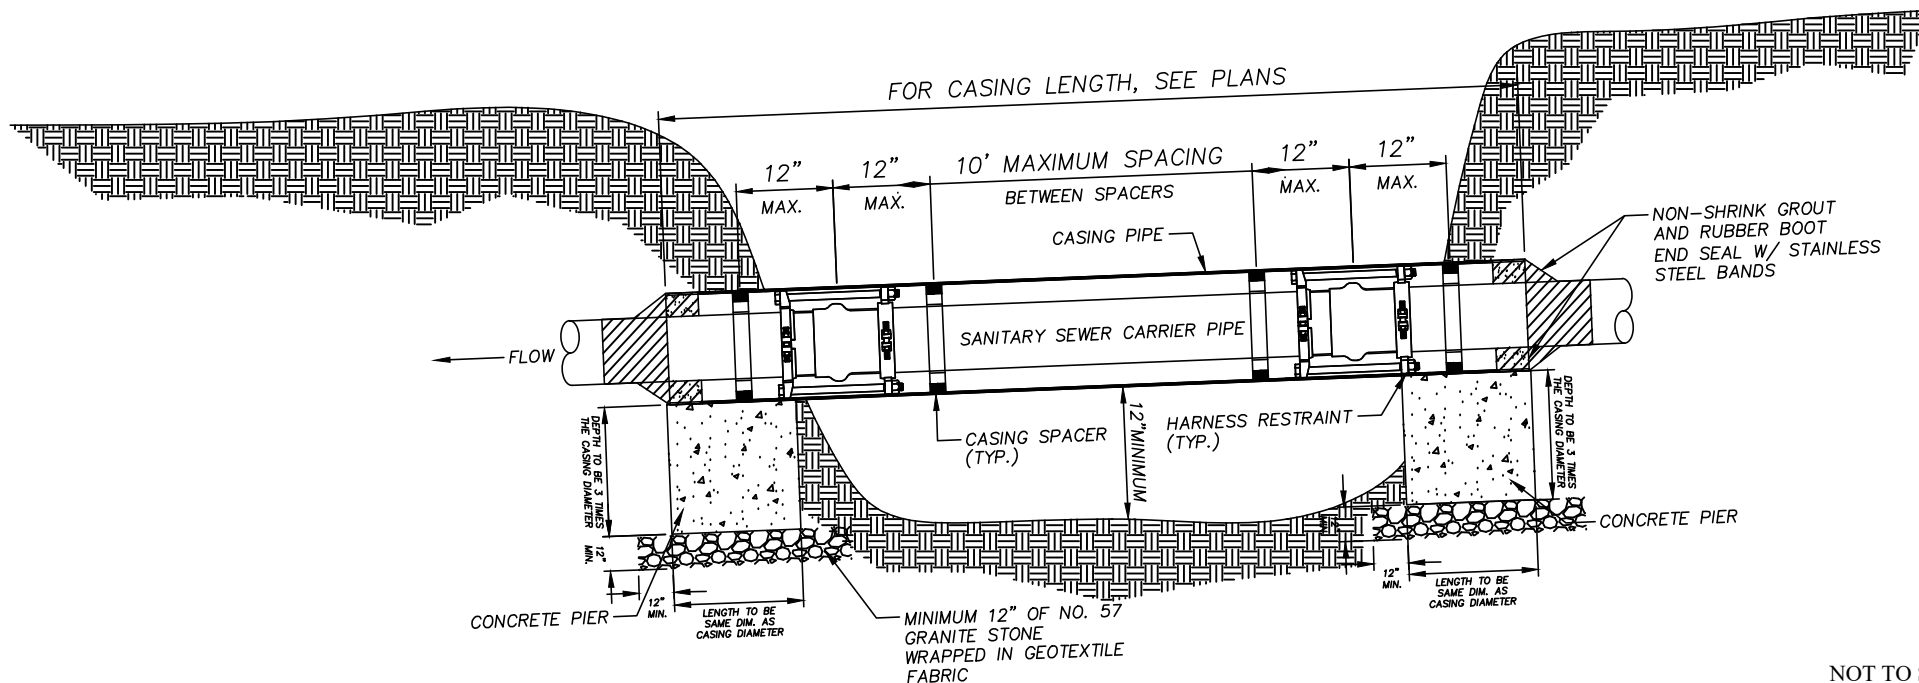 FOR CASING LENGTH, SEE PLANS
12"
MAX.
12"
MAX.
10' MAXIMUM SPACING
BETWEEN SPACERS
12"
MAX.
12"
MAX.
CASING PIPE
NON-SHRINK GROUT
AND RUBBER BOOT
END SEAL W/ STAINLESS
STEEL BANDS
SANITARY SEWER CARRIER PIPE
FLOW
DEPTH TO BE 3 TIMES
THE CASING DIAMETER
12"
MIN.
CASING SPACER
(TYP.)
12"MINIMUM
HARNESS RESTRAINT
(TYP.)
DEPTH TO BE 3 TIMES
THE CASING DIAMETER
12"
MIN.
CONCRETE PIER
CONCRETE PIER
12"
MIN.
LENGTH TO BE
SAME DIM. AS
CASING DIAMETER
MINIMUM 12" OF NO. 57
GRANITE STONE
WRAPPED IN GEOTEXTILE
FABRIC
12"
MIN.
LENGTH TO BE
SAME DIM. AS
CASING DIAMETER
NOT TO